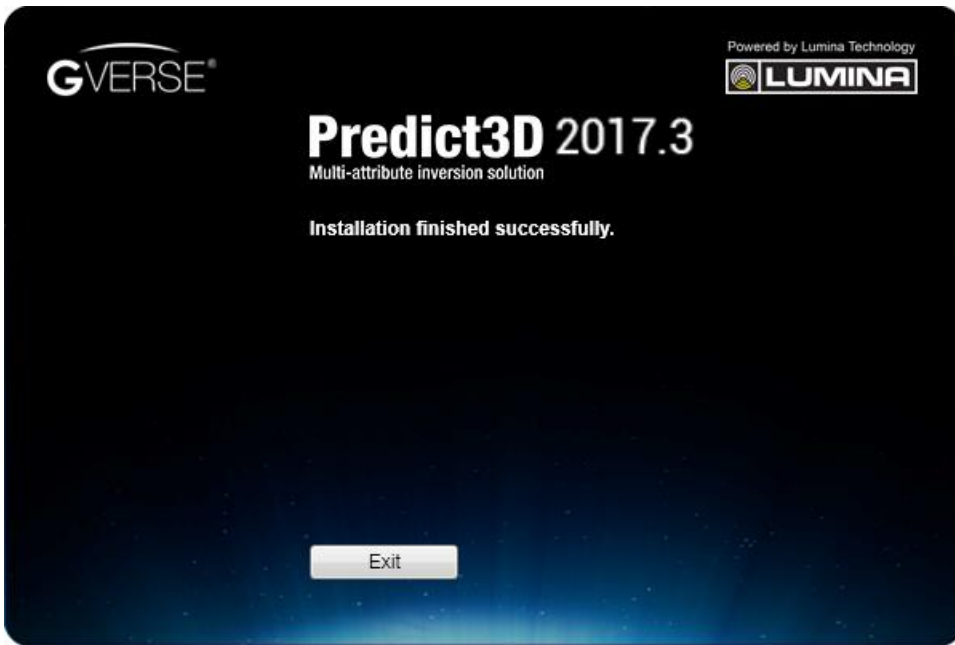 GVERSE®
Powered by Lumina Technology
LUMINA
Predict3D 2017.3
Multi-attribute inversion solution
Installation finished successfully.
Exit